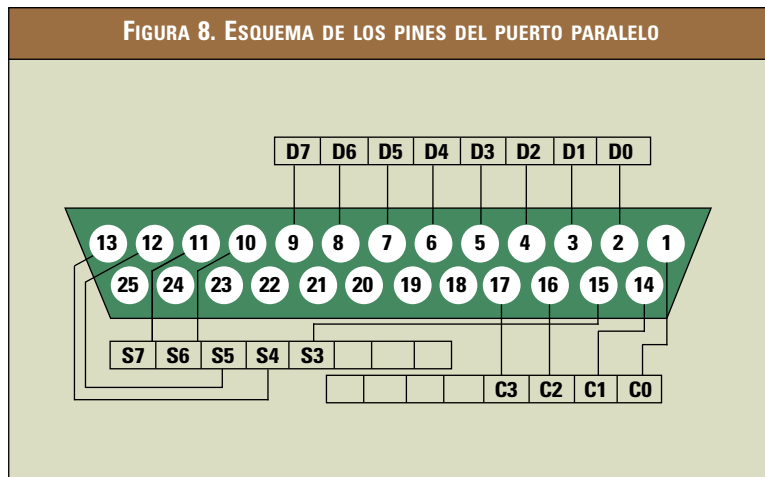 FIGURA 8. ESQUEMA DE LOS PINES DEL PUERTO PARALELO
D7 D6 D5 D4 D3 D2 D1 D0
13 12 11 10 9 8 7 6 5 4 3 2 1
25 24 23 22 21 20 19 18 17 16 15 14
S7 S6 S5 S4 S3
C3 C2 C1 C0